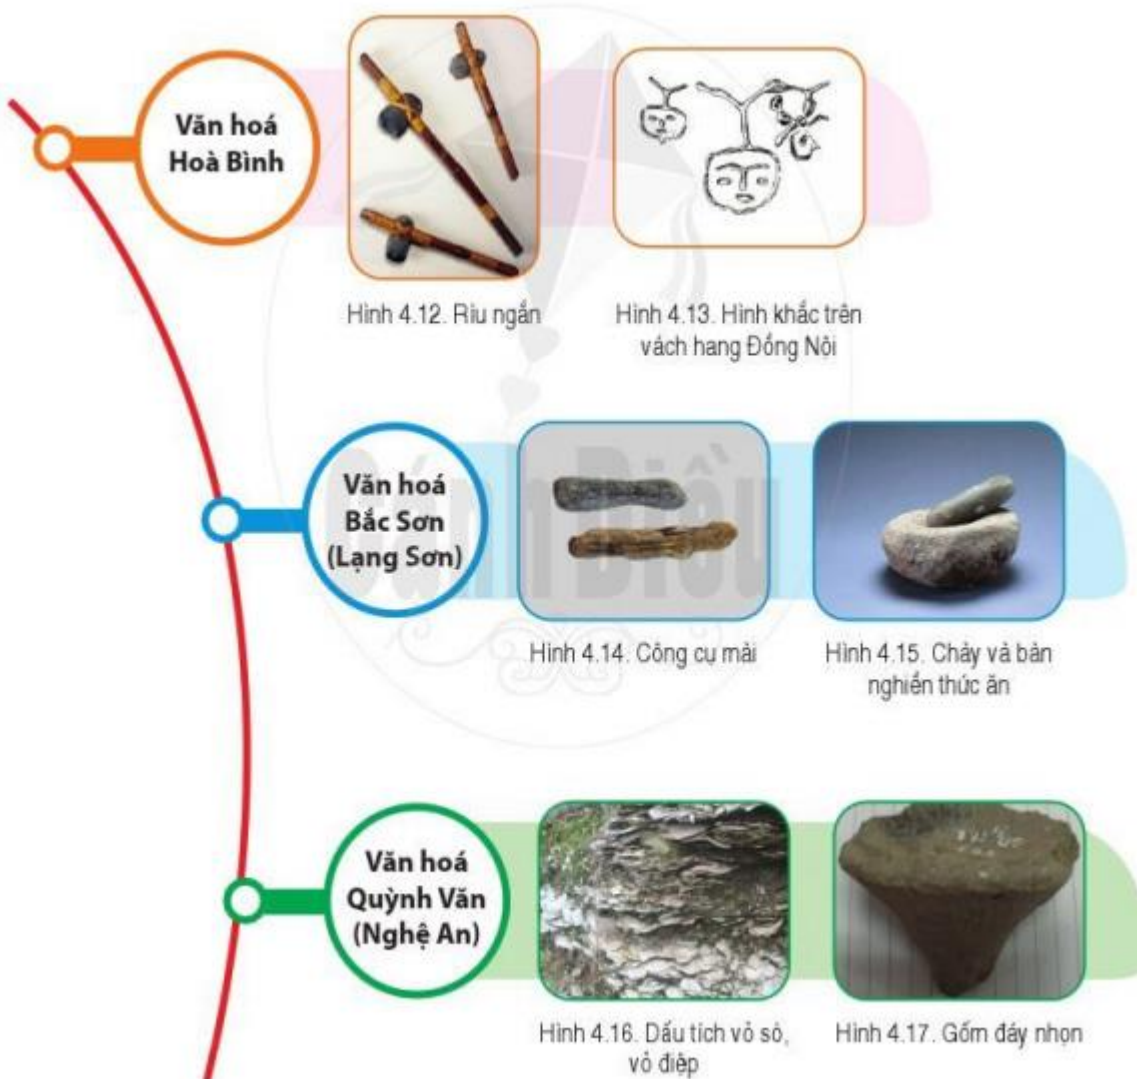 Văn hoá
Hoà Bình
Hình 4.12. Rìu ngắn
Hình 4.13. Hình khắc trên
vách hang Đồng Nội
Văn hoá
Bắc Sơn
(Lạng Sơn)
Cánh Diều
Hình 4.14. Công cụ mài
Hình 4.15. Chày và bàn
nghiền thức ăn
Văn hoá
Quỳnh Văn
(Nghệ An)
Hình 4.16. Dấu tích vỏ sò,
vỏ điệp
Hình 4.17. Gốm đáy nhọn